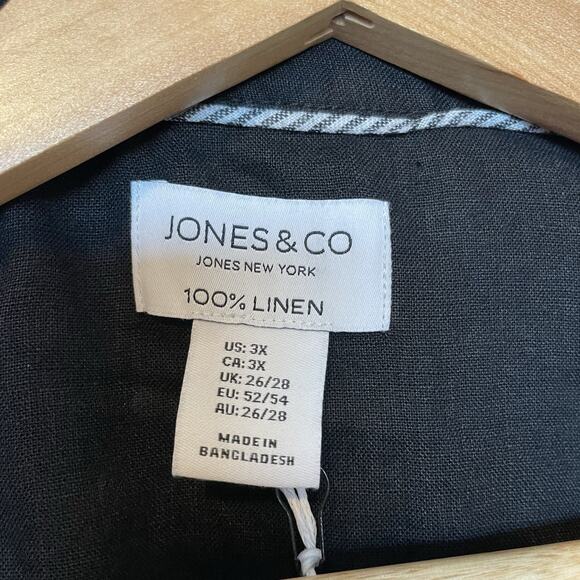 JONES & CO
JONES NEW YORK
100% LINEN
US: 3X
CA: 3X
UK: 26/28
EU: 52/54
AU: 26/28
MADE IN
BANGLADESH